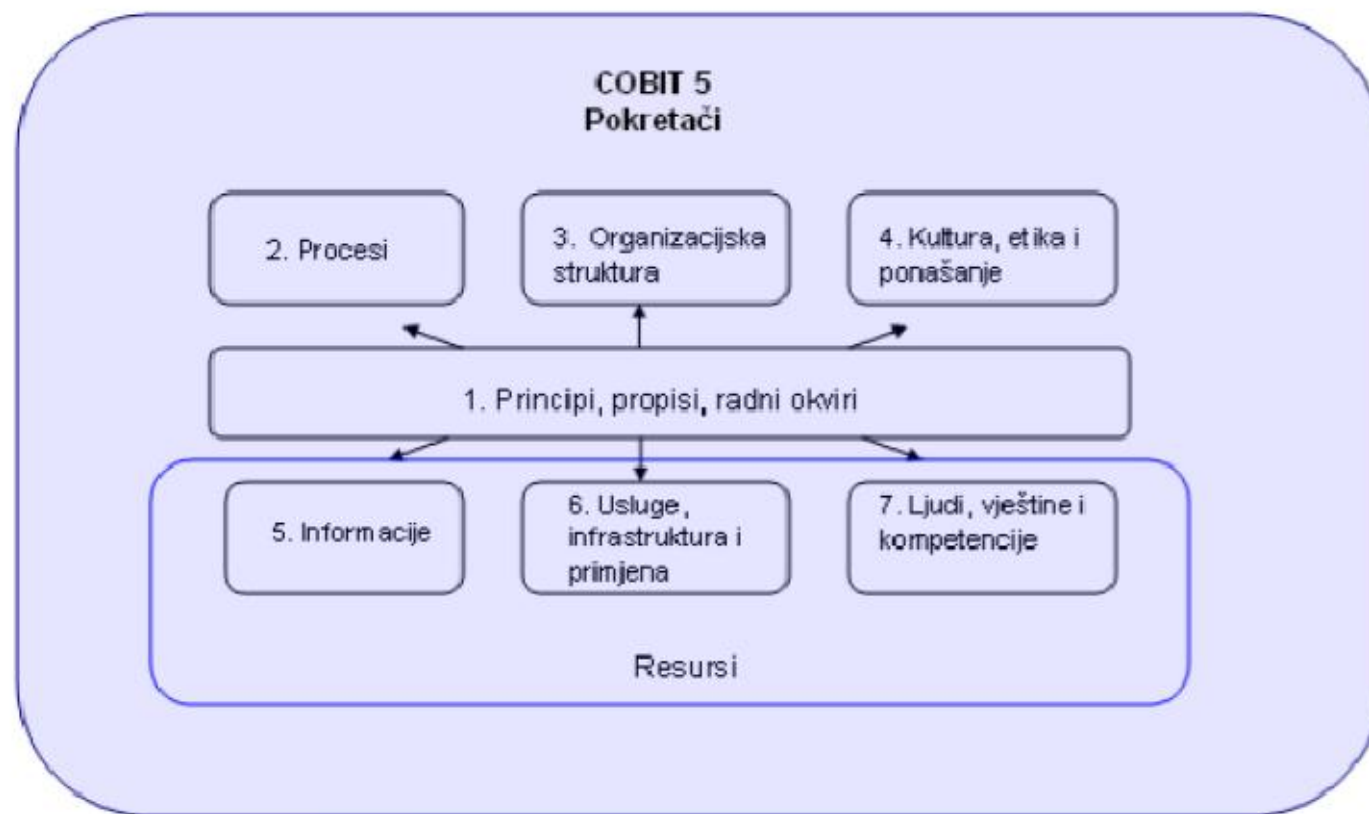 COBIT 5
Pokretači
2. Procesi
3. Organizacijska
struktura
4. Kultura, etika i
ponašanje
1. Principi, propisi, radni okviri
5. Informacije
6. Usluge,
infrastruktura i
primjena
7. Ljudi, vještine i
kompetencije
Resursi